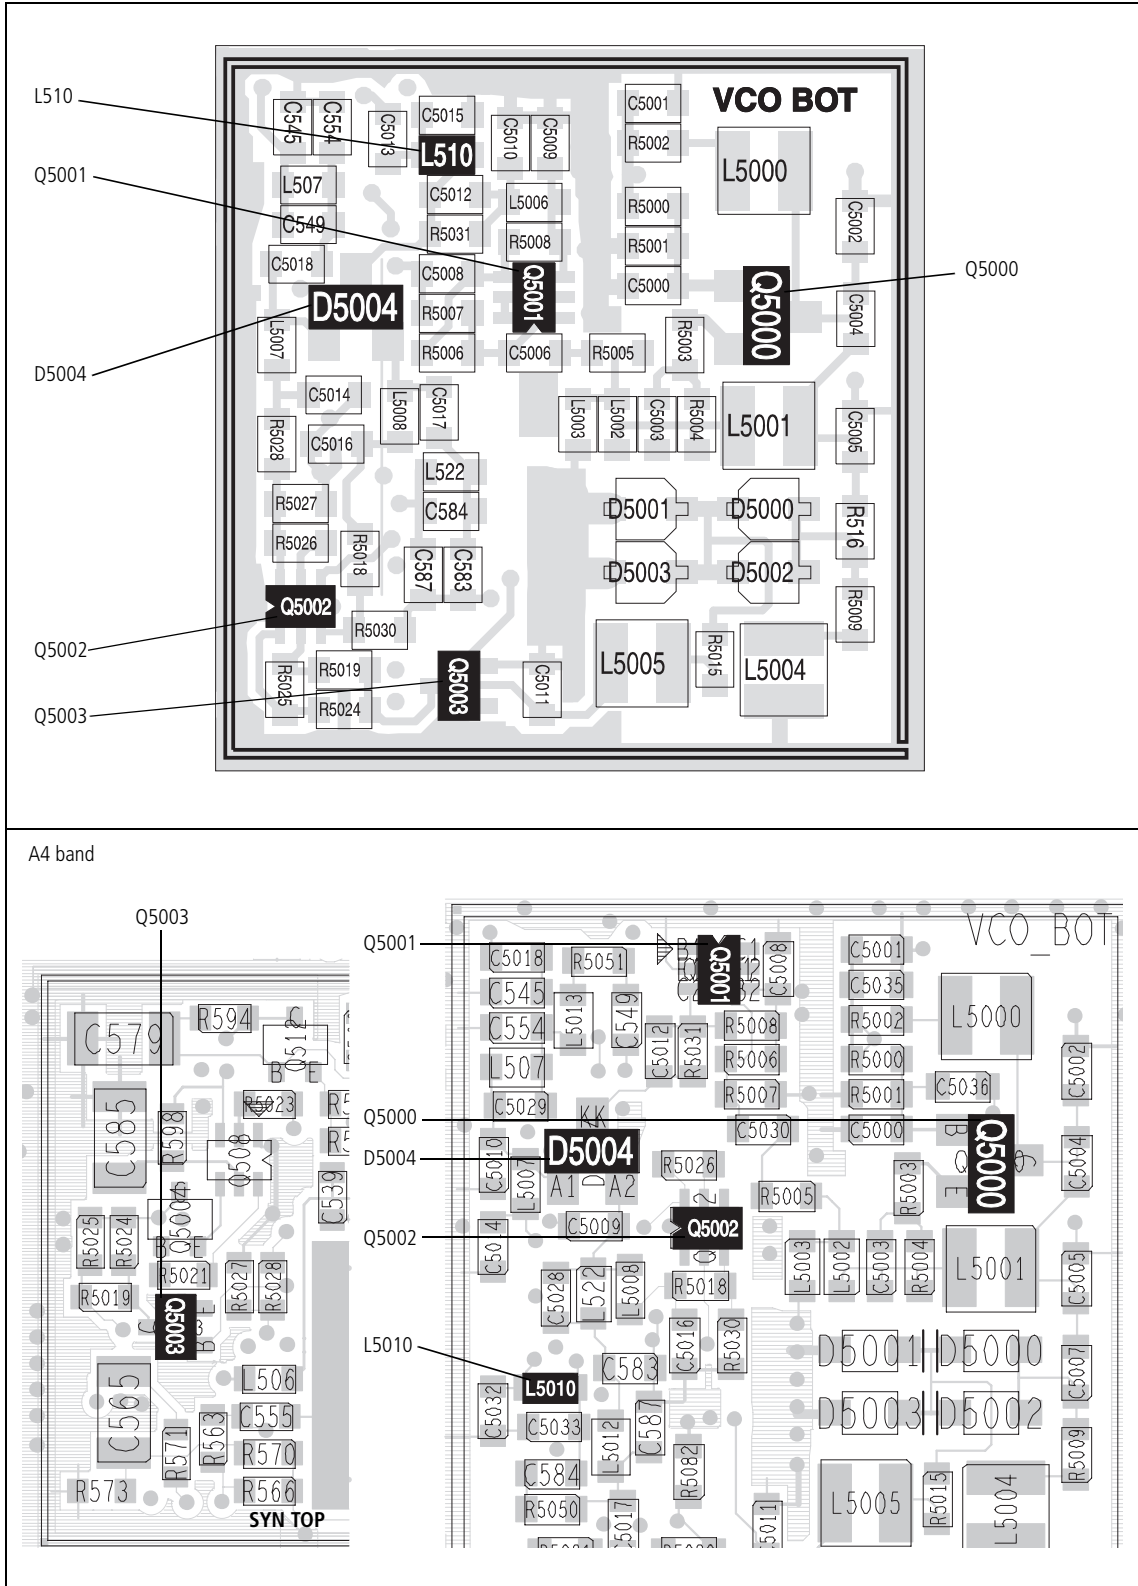 L510
Q5001
D5004
Q5002
Q5003
Q5000
VCO BOT
C545
C554
C5013
C5015
L510
C5010
C5009
C5001
R5002
L5000
L507
C549
C5012
R5031
L5006
R5008
R5000
R5001
C5000
C5002
C5018
D5004
C5008
R5007
R5006
Q5001
C5006
R5005
R5003
Q5000
C5004
L5007
C5014
L5008
C5017
L5003
L5002
C5003
R5004
L5001
C5005
R5028
C5016
L522
C584
D5001
D5000
R516
R5027
R5026
R5018
C587
C583
D5003
D5002
R5009
Q5002
R5030
L5005
R5015
L5004
R5025
R5019
R5024
Q5003
C5011
A4 band
Q5003
C579
R594
C
Q512
B E
C585
R598
R5023
Q508
C539
Q5004
B E
R5025
R5024
R5021
R5027
R5028
R5019
Q5003
C565
L506
C555
R571
R563
R570
R573
R566
SYN TOP
Q5001
Q5000
D5004
Q5002
L5010
VCO_BOT
C5018
R5051
Q5001
C5008
C5001
C545
C5035
L5000
C554
L5013
C549
C5012
R5031
R5008
R5002
L507
R5006
R5000
C5002
C5029
R5007
R5001
C5036
KK
C5030
C5000
B
Q5000
C5010
L5007
D5004
A1 D A2
R5026
R5005
R5003
E
C5004
C5014
C5009
Q5002
C5028
L522
L5008
R5018
L5003
L5002
C5003
R5004
L5001
C5005
C5016
R5030
D5001
D5000
C5007
C583
L5010
C5032
C5033
L5012
C587
D5003
D5002
R5009
C584
R5082
R5050
C5017
L5011
L5005
R5015
L5004